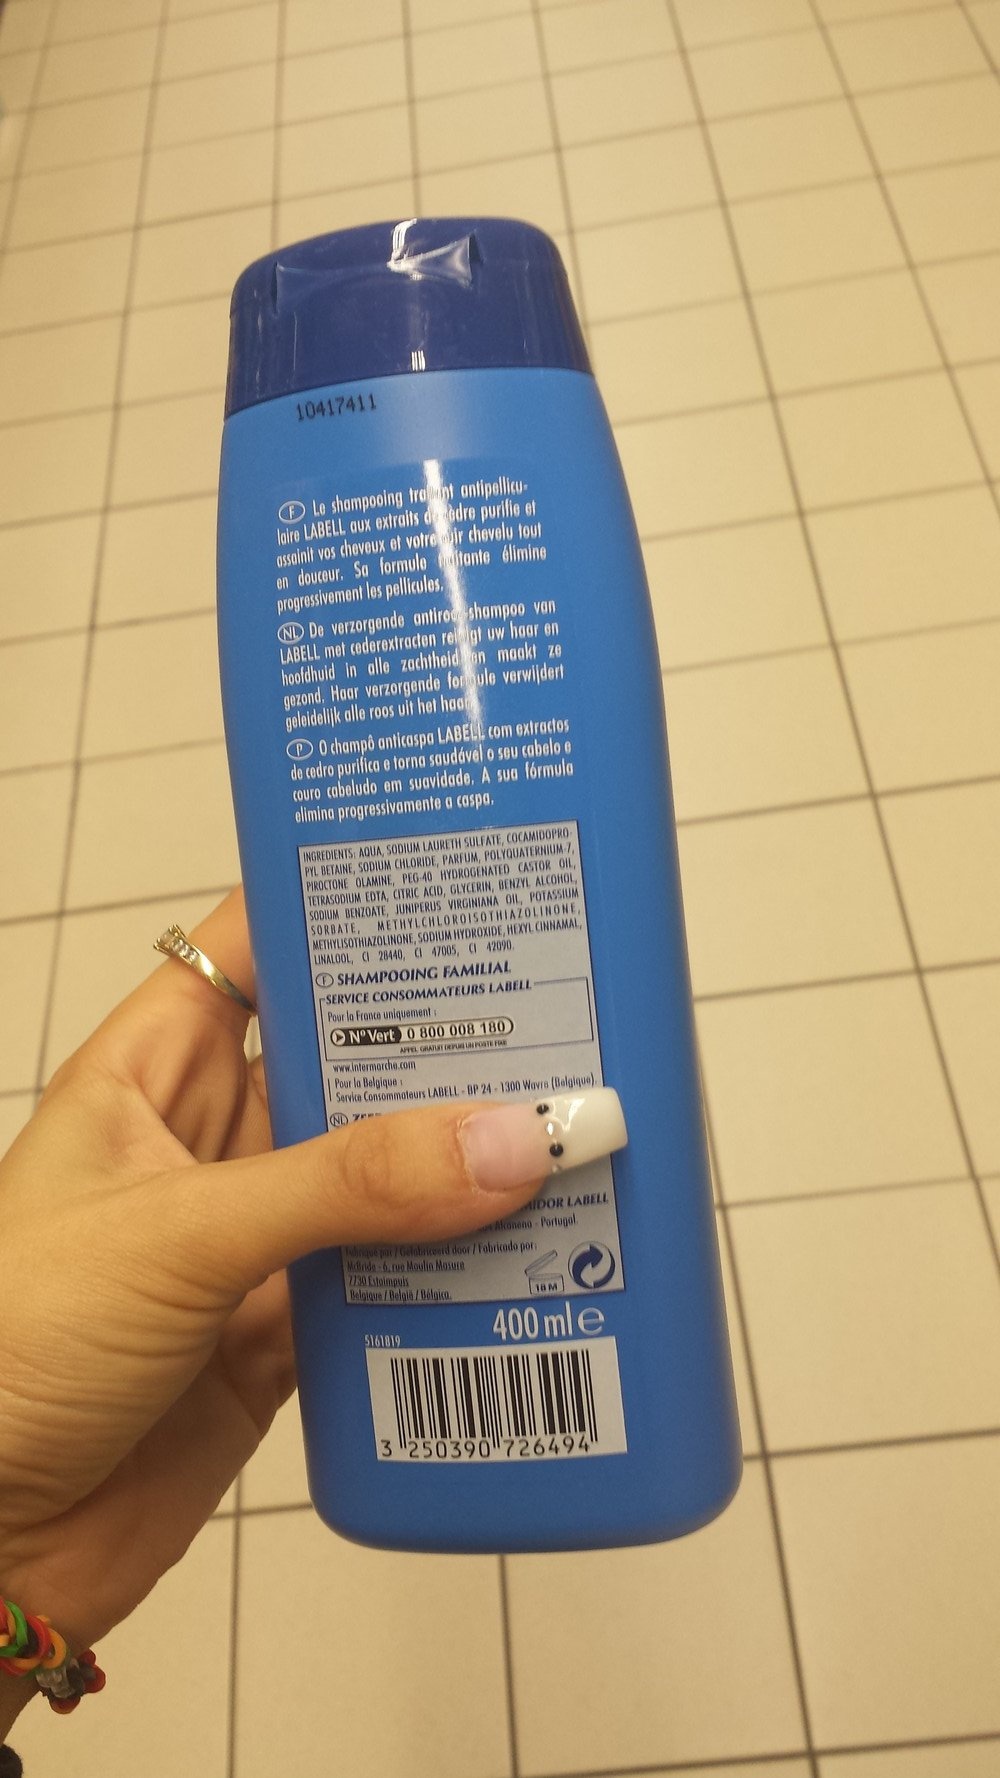 10417411
F Le shampooing traitant antipellicu-
laire LABELL aux extraits de cèdre purifie et
assainit vos cheveux et votre cuir chevelu tout
en douceur. Sa formule traitante élimine
progressivement les pellicules.
NL De verzorgende antiroos-shampoo van
LABELL met cederextracten reinigt uw haar en
hoofdhuid in alle zachtheid en maakt ze
gezond. Haar verzorgende formule verwijdert
geleidelijk alle roos uit het haar.
P O champô anticaspa LABELL com extractos
de cedro purifica e torna saudável o seu cabelo e
couro cabeludo em suavidade. A sua fórmula
elimina progressivamente a caspa.
INGREDIENTS: AQUA, SODIUM LAURETH SULFATE, COCAMIDOPRO-
PYL BETAINE, SODIUM CHLORIDE, PARFUM, POLYQUATERNIUM-7,
PIROCTONE OLAMINE, PEG-40 HYDROGENATED CASTOR OIL,
TETRASODIUM EDTA, CITRIC ACID, GLYCERIN, BENZYL ALCOHOL,
SODIUM BENZOATE, JUNIPERUS VIRGINIANA OIL, POTASSIUM
SORBATE, METHYLCHLOROISOTHIAZOLINONE,
METHYLISOTHIAZOLINONE, SODIUM HYDROXIDE, HEXYL CINNAMAL,
LINALOOL, CI 28440, CI 47005, CI 42090.
F SHAMPOOING FAMILIAL
SERVICE CONSOMMATEURS LABELL
Pour la France uniquement :
N° Vert 0 800 008 180
APPEL GRATUIT DEPUIS UN POSTE FIXE
www.intermarche.com
Pour la Belgique :
Service Consommateurs LABELL - BP 24 - 1300 Wavre (Belgique).
NL
LABELL
Alcanena - Portugal.
Fabriqué par / Gefabriceerd door / Fabricado por:
McBride - 6, rue Moulin Masure
7730 Estaimpuis
Belgique / België / Bélgica.
18 M
400 ml e
5161819
3 250390 726494